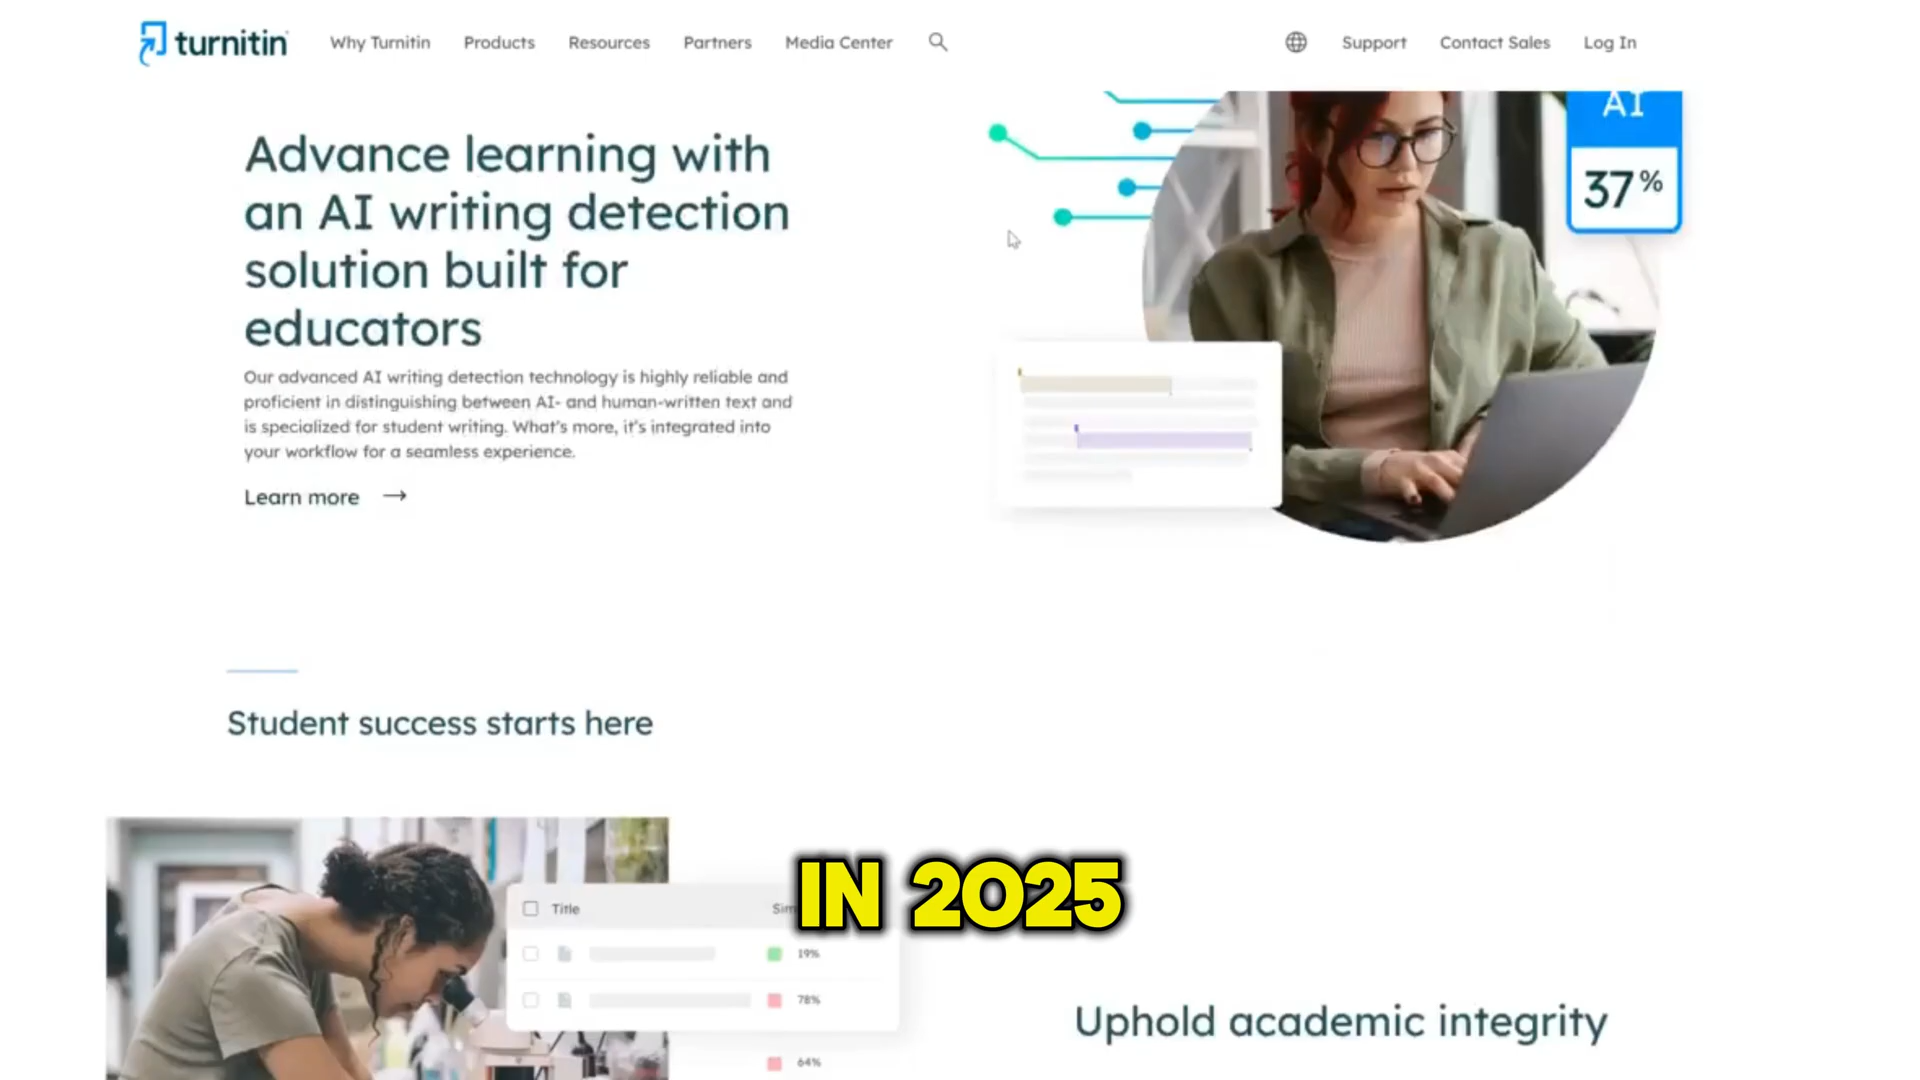 turnitin
Why Turnitin Products Resources Partners Media Center Support Contact Sales Log In
Advance learning with
an AI writing detection
solution built for
educators
AI
37%
Our advanced AI writing detection technology is highly reliable and
proficient in distinguishing between AI- and human-written text and
is specialized for student writing. What's more, it's integrated into
your workflow for a seamless experience.
Learn more →
Student success starts here
Title
IN 2025
19%
78%
64%
Uphold academic integrity